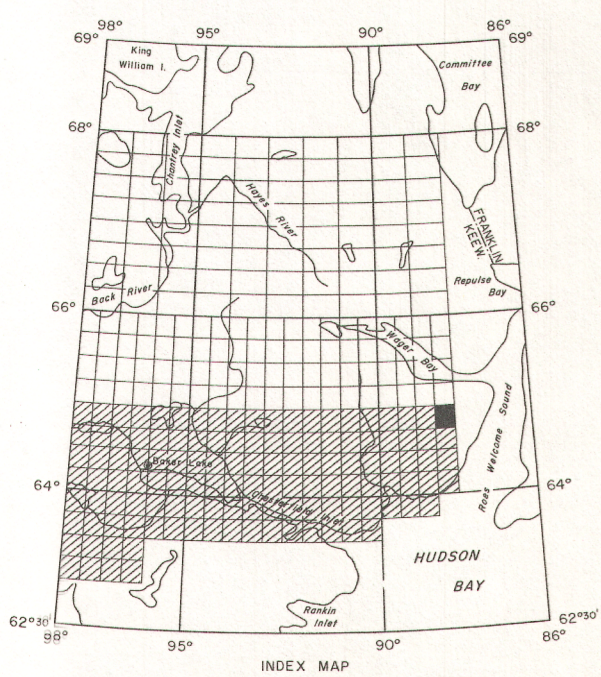 98°
95°
90°
86°
69°
69°
King
William I.
Committee
Bay
68°
68°
Chantrey Inlet
Hayes River
FRANKLIN
KEEW.
Repulse
Bay
Back River
66°
66°
Wager Bay
Roes Welcome Sound
Baker Lake
64°
64°
Chesterfield Inlet
HUDSON
BAY
Rankin
Inlet
62°30'
62°30'
98°
95°
90°
86°
INDEX MAP